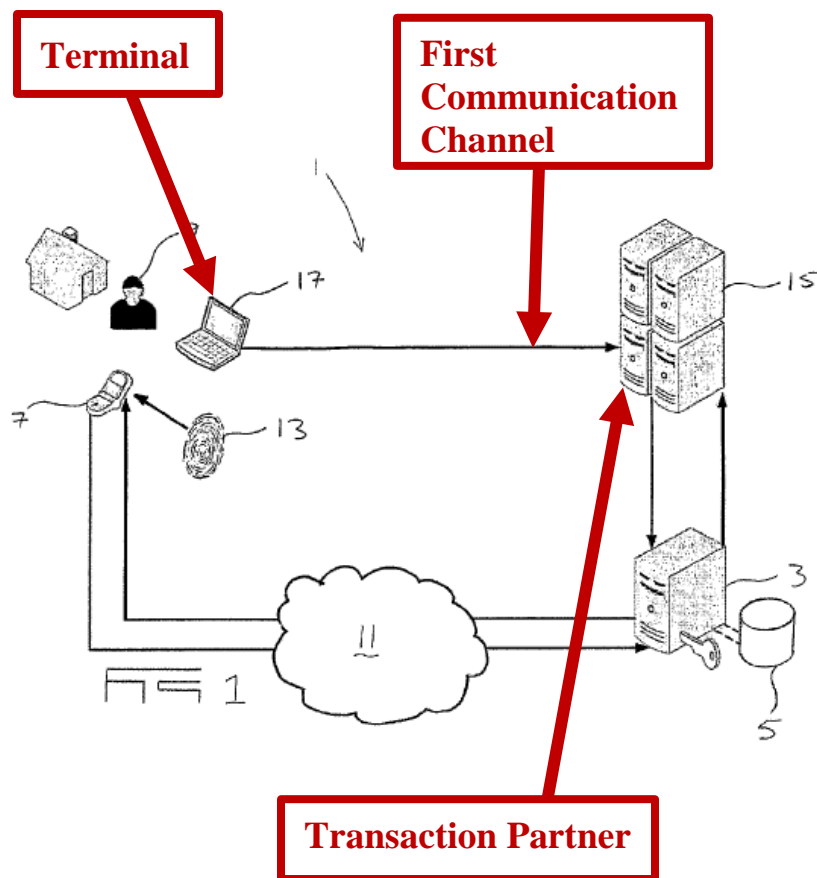 Terminal
First
Communication
Channel
1
17
15
7
13
3
11
FIG 1
5
Transaction Partner